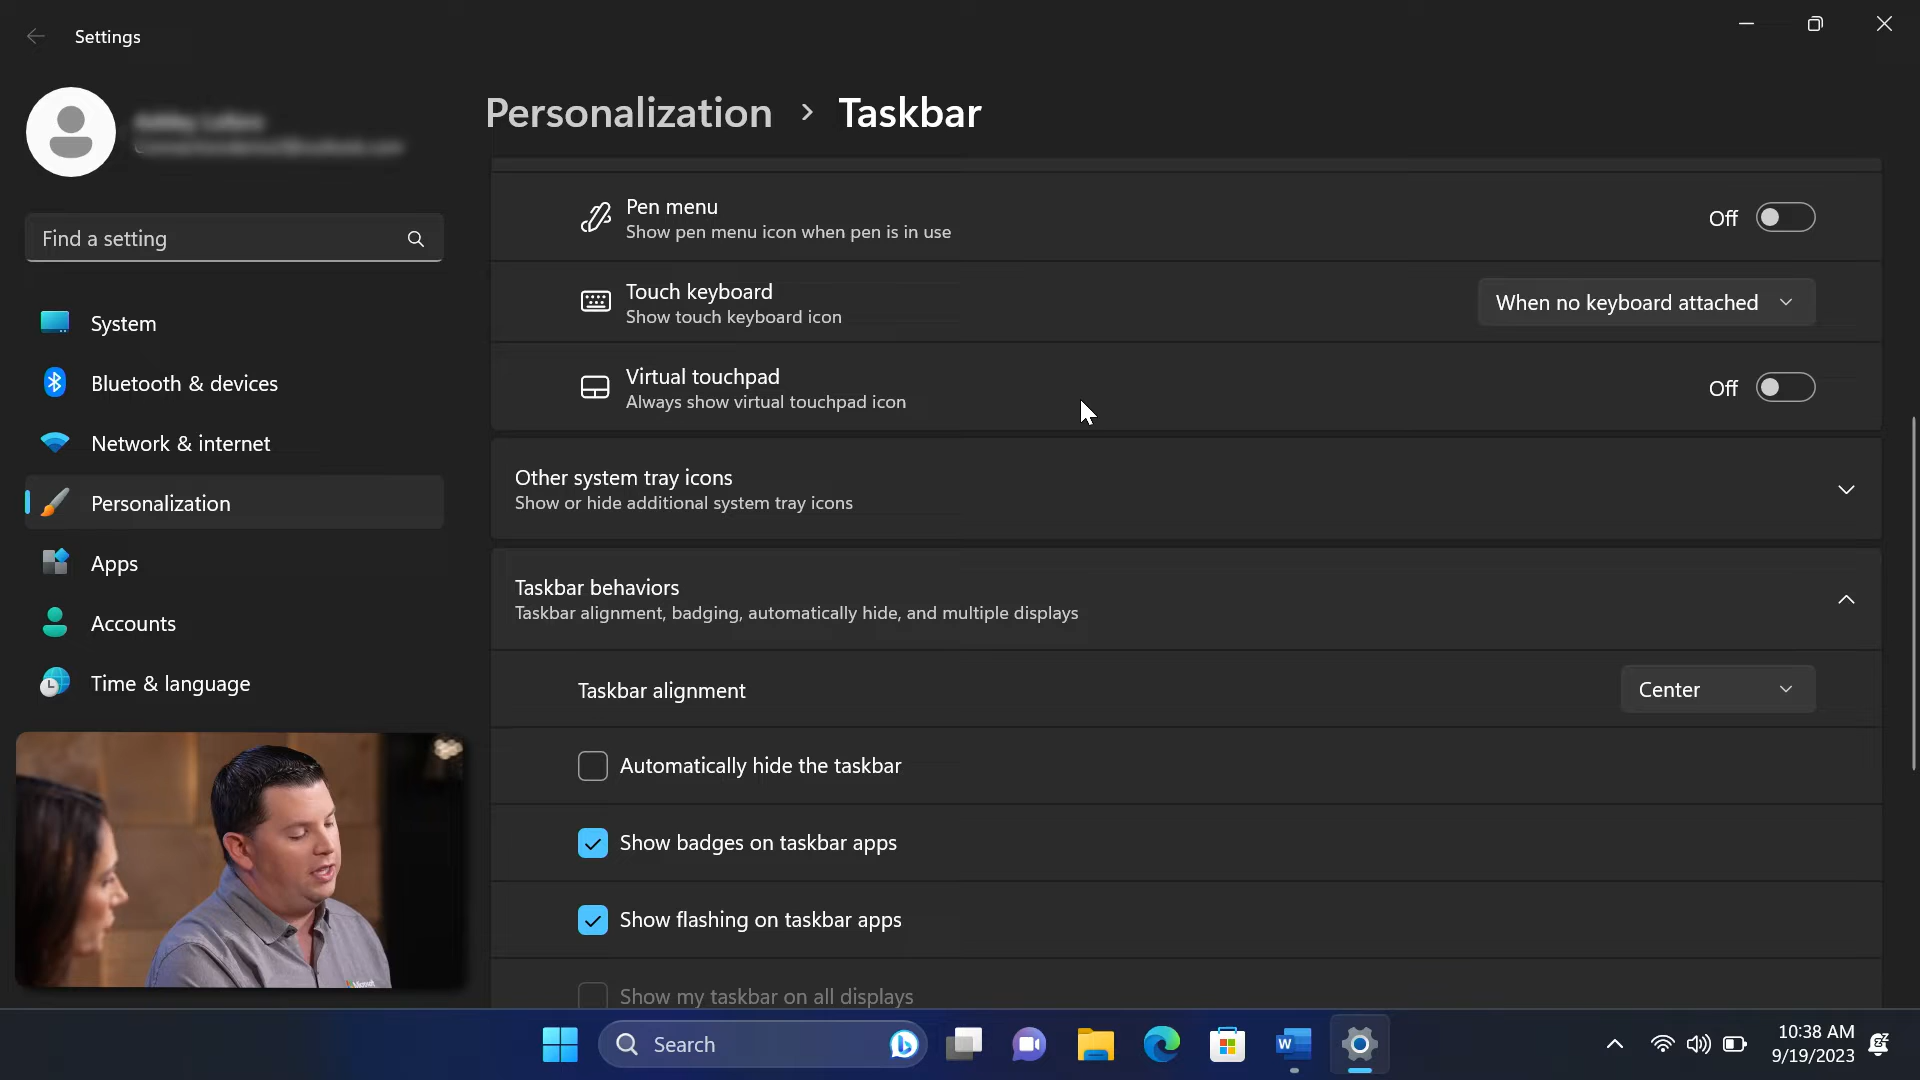 Settings
Personalization > Taskbar
Find a setting
System
Bluetooth & devices
Network & internet
Personalization
Apps
Accounts
Time & language
Pen menu
Show pen menu icon when pen is in use
Off
Touch keyboard
Show touch keyboard icon
When no keyboard attached
Virtual touchpad
Always show virtual touchpad icon
Off
Other system tray icons
Show or hide additional system tray icons
Taskbar behaviors
Taskbar alignment, badging, automatically hide, and multiple displays
Taskbar alignment
Center
Automatically hide the taskbar
Show badges on taskbar apps
Show flashing on taskbar apps
Show my taskbar on all displays
Microsoft
Search
W
10:38 AM
9/19/2023